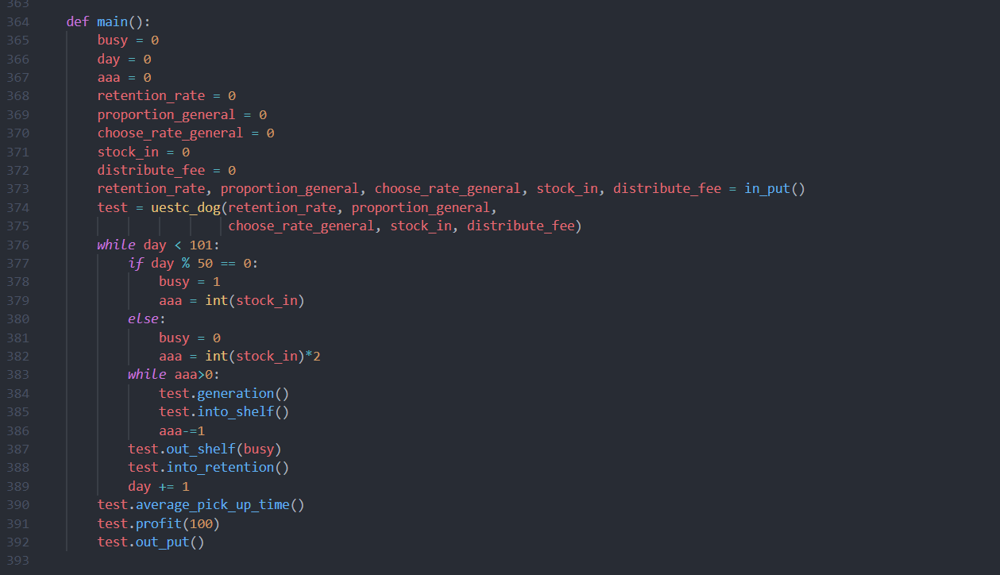 363
364 def main():
365 busy = 0
366 day = 0
367 aaa = 0
368 retention_rate = 0
369 proportion_general = 0
370 choose_rate_general = 0
371 stock_in = 0
372 distribute_fee = 0
373 retention_rate, proportion_general, choose_rate_general, stock_in, distribute_fee = in_put()
374 test = uestc_dog(retention_rate, proportion_general,
375 choose_rate_general, stock_in, distribute_fee)
376 while day < 101:
377 if day % 50 == 0:
378 busy = 1
379 aaa = int(stock_in)
380 else:
381 busy = 0
382 aaa = int(stock_in)*2
383 while aaa>0:
384 test.generation()
385 test.into_shelf()
386 aaa-=1
387 test.out_shelf(busy)
388 test.into_retention()
389 day += 1
390 test.average_pick_up_time()
391 test.profit(100)
392 test.out_put()
393